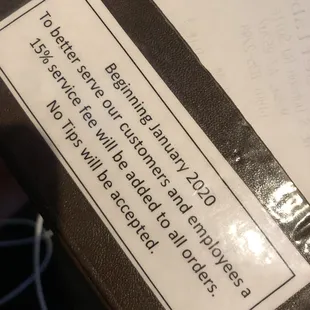 Beginning January 2020
To better serve our customers and employees a
15% service fee will be added to all orders.
No Tips will be accepted.